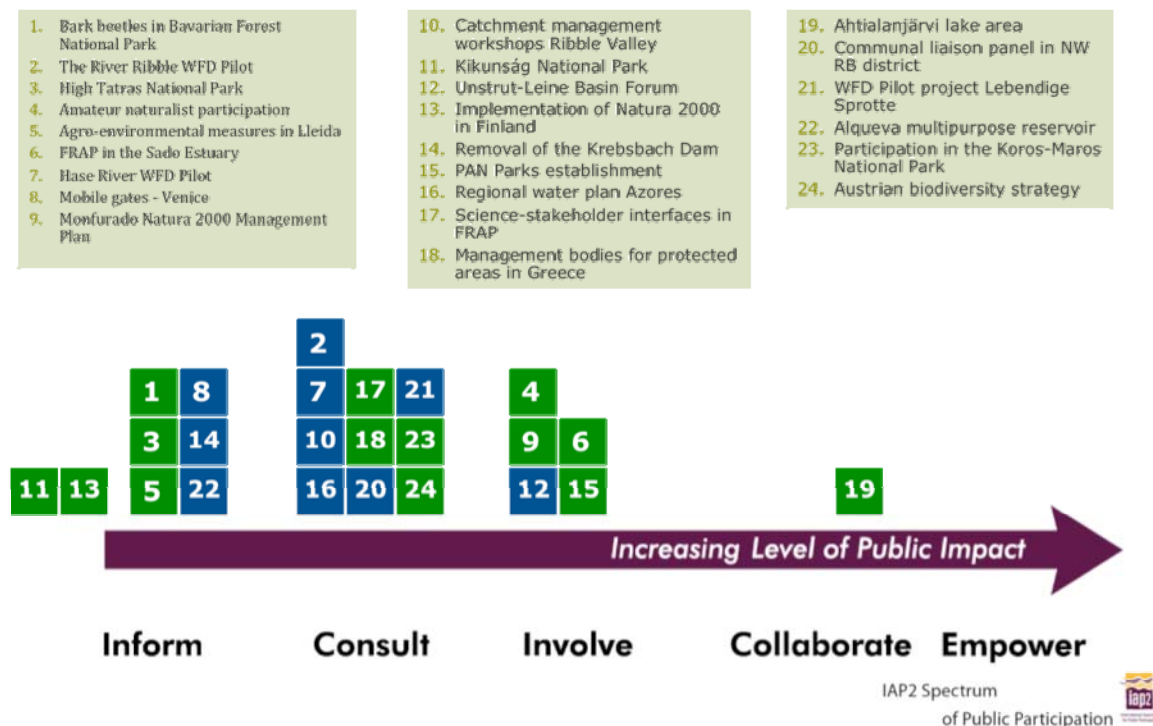 1. Bark beetles in Bavarian Forest
National Park
2. The River Ribble WFD Pilot
3. High Tatras National Park
4. Amateur naturalist participation
5. Agro-environmental measures in Lleida
6. FRAP in the Sado Estuary
7. Hase River WFD Pilot
8. Mobile gates - Venice
9. Monfurado Natura 2000 Management
Plan
10. Catchment management
workshops Ribble Valley
11. Kikunság National Park
12. Unstrut-Leine Basin Forum
13. Implementation of Natura 2000
in Finland
14. Removal of the Krebsbach Dam
15. PAN Parks establishment
16. Regional water plan Azores
17. Science-stakeholder interfaces in
FRAP
18. Management bodies for protected
areas in Greece
19. Ahtialanjärvi lake area
20. Communal liaison panel in NW
RB district
21. WFD Pilot project Lebendige
Sprotte
22. Alqueva multipurpose reservoir
23. Participation in the Koros-Maros
National Park
24. Austrian biodiversity strategy
2
1 8 7 17 21 4
3 14 10 18 23 9 6
11 13 5 22 16 20 24 12 15 19
Increasing Level of Public Impact
Inform Consult Involve Collaborate Empower
IAP2 Spectrum
of Public Participation
iap2